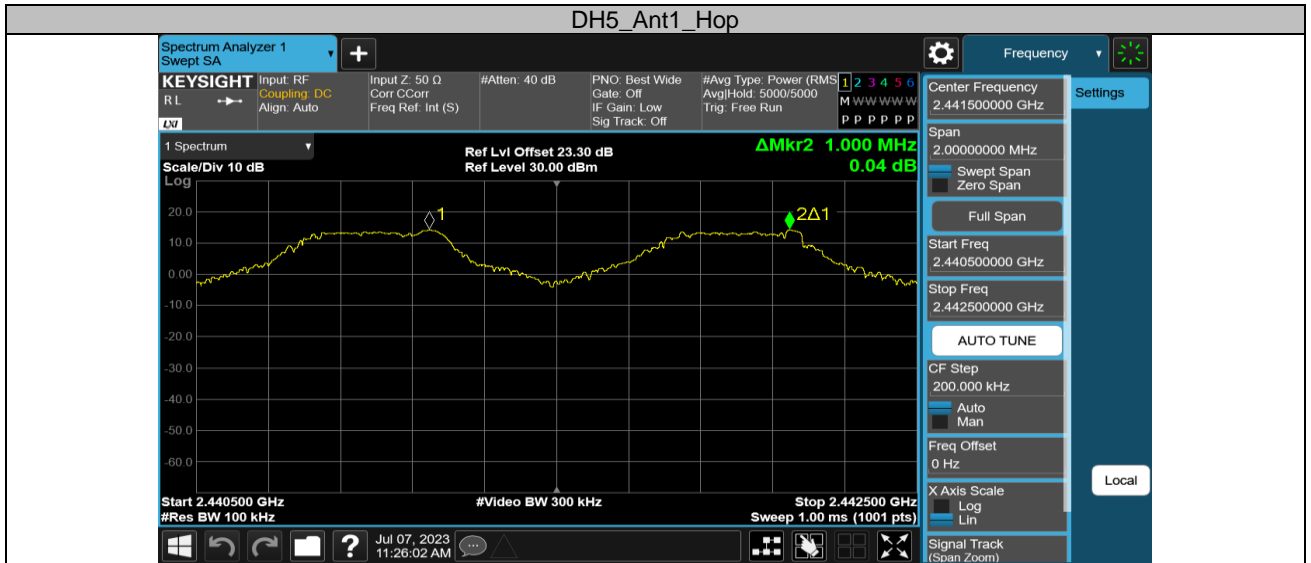 DH5_Ant1_Hop
Spectrum Analyzer 1
Swept SA
Frequency
KEYSIGHT
R L
LXI
Input: RF
Coupling: DC
Align: Auto
Input Z: 50 Ω
Corr CCorr
Freq Ref: Int (S)
#Atten: 40 dB
PNO: Best Wide
Gate: Off
IF Gain: Low
Sig Track: Off
#Avg Type: Power (RMS
Avg|Hold: 5000/5000
Trig: Free Run
1 2 3 4 5 6
M W W W W W
P P P P P P
1 Spectrum
Scale/Div 10 dB
Ref Lvl Offset 23.30 dB
Ref Level 30.00 dBm
ΔMkr2 1.000 MHz
0.04 dB
Log
20.0
10.0
0.00
-10.0
-20.0
-30.0
-40.0
-50.0
-60.0
1
2Δ1
Start 2.440500 GHz
#Res BW 100 kHz
#Video BW 300 kHz
Stop 2.442500 GHz
Sweep 1.00 ms (1001 pts)
Center Frequency
2.441500000 GHz
Span
2.00000000 MHz
Swept Span
Zero Span
Full Span
Start Freq
2.440500000 GHz
Stop Freq
2.442500000 GHz
AUTO TUNE
CF Step
200.000 kHz
Auto
Man
Freq Offset
0 Hz
X Axis Scale
Log
Lin
Signal Track
(Span Zoom)
Settings
Local
?
Jul 07, 2023
11:26:02 AM